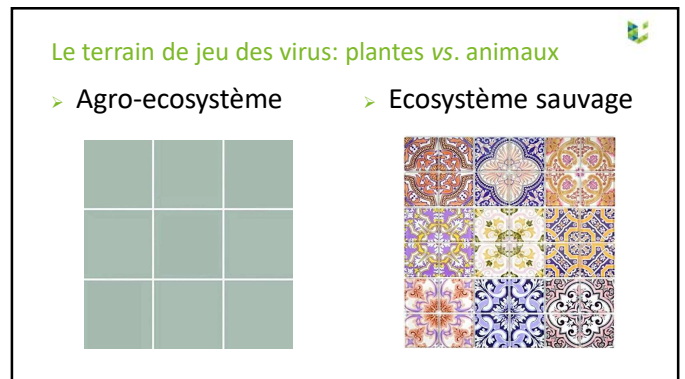 Le terrain de jeu des virus: plantes vs. animaux
➢ Agro-ecosystème
➢ Ecosystème sauvage